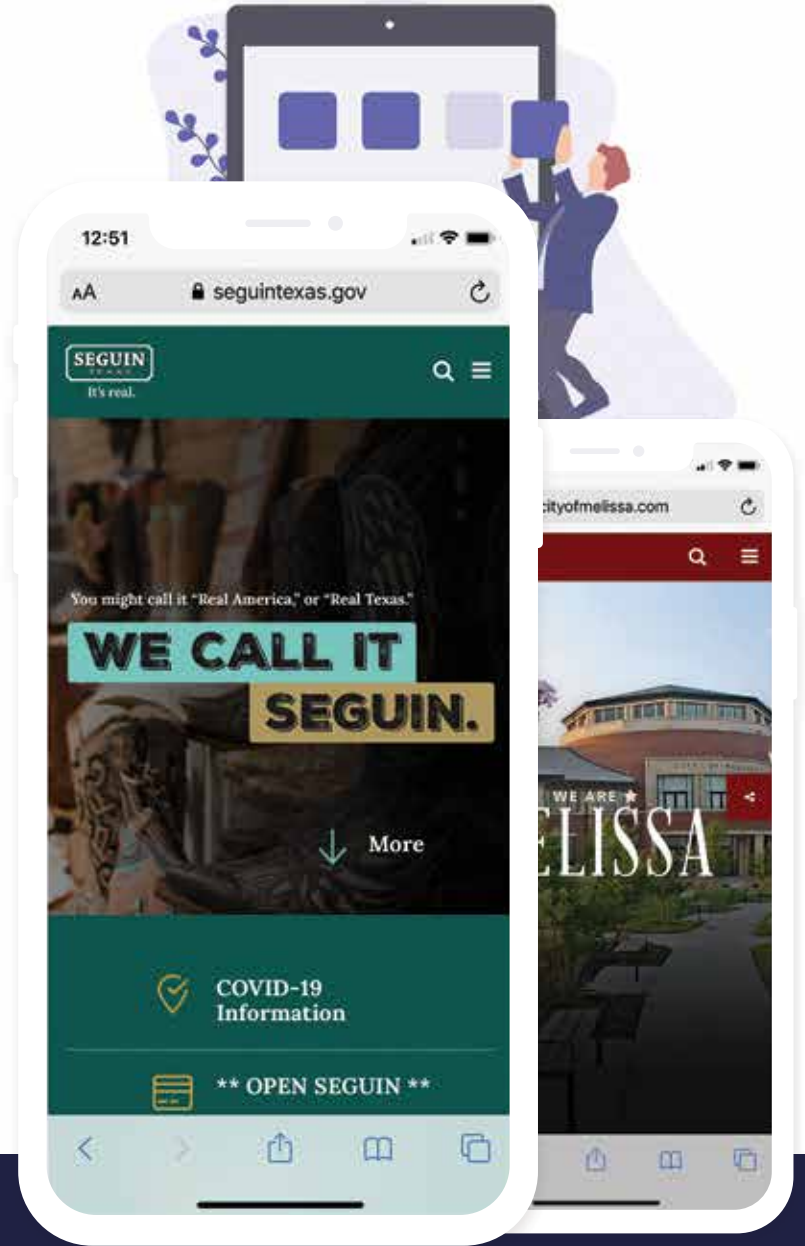 12:51
AA
seguintexas.gov
SEGUIN
TEXAS
It's real.
You might call it “Real America,” or “Real Texas.”
WE CALL IT
SEGUIN.
More
COVID-19
Information
** OPEN SEGUIN **
cityofmelissa.com
WE ARE
ELISSA